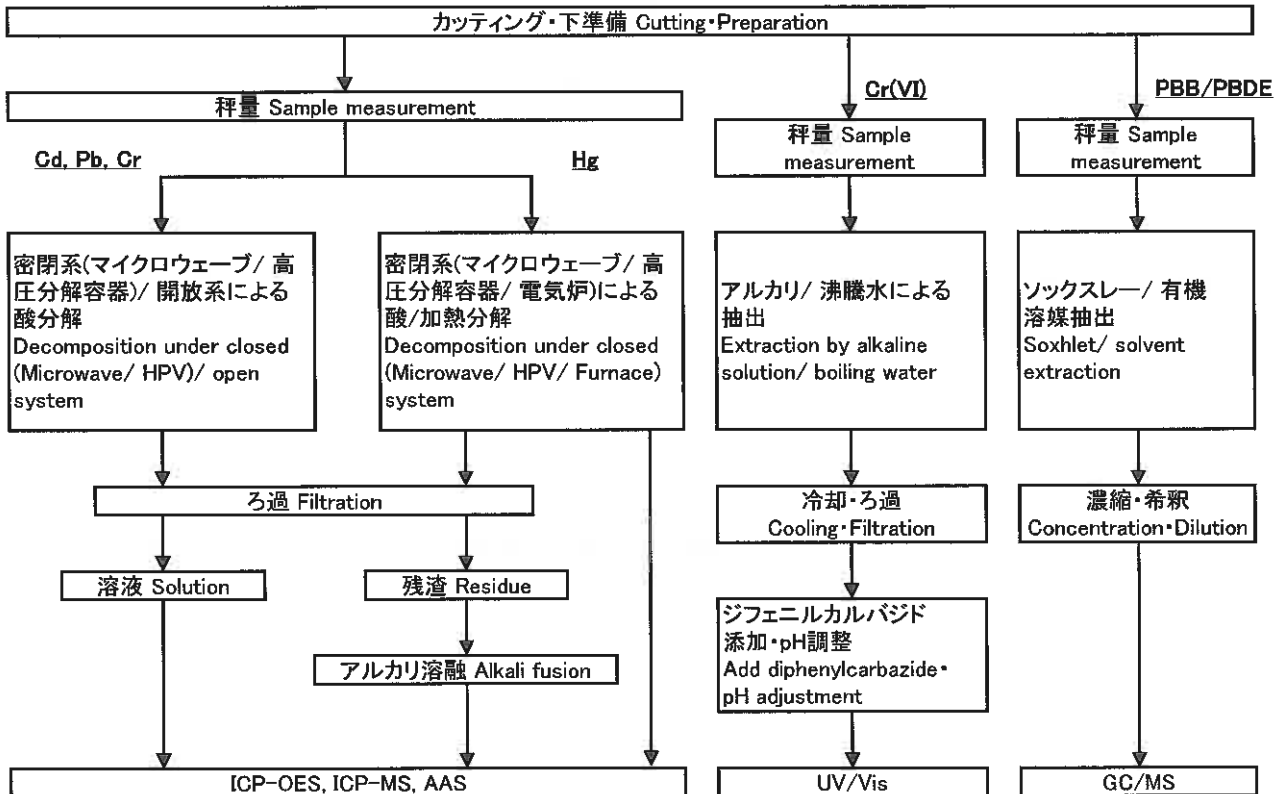 カッティング・下準備 Cutting・Preparation
Cr(VI)
PBB/PBDE
秤量 Sample measurement
秤量 Sample
measurement
秤量 Sample
measurement
Cd, Pb, Cr
Hg
密閉系(マイクロウェーブ/ 高
圧分解容器)/ 開放系による
酸分解
Decomposition under closed
(Microwave/ HPV)/ open
system
密閉系(マイクロウェーブ/ 高
圧分解容器/ 電気炉)による
酸/加熱分解
Decomposition under closed
(Microwave/ HPV/ Furnace)
system
アルカリ/ 沸騰水による
抽出
Extraction by alkaline
solution/ boiling water
ソックスレー/ 有機
溶媒抽出
Soxhlet/ solvent
extraction
ろ過 Filtration
冷却・ろ過
Cooling・Filtration
濃縮・希釈
Concentration・Dilution
溶液 Solution
残渣 Residue
アルカリ溶融 Alkali fusion
ジフェニルカルバジド
添加・pH調整
Add diphenylcarbazide・
pH adjustment
ICP-OES, ICP-MS, AAS
UV/Vis
GC/MS